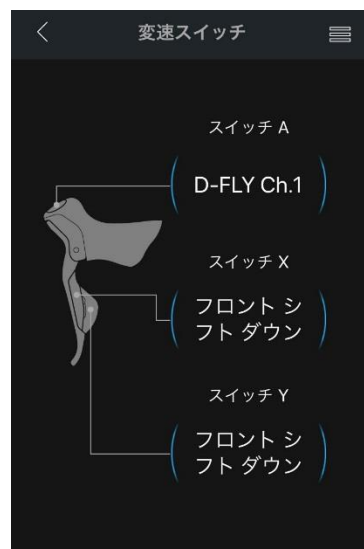 変速スイッチ
スイッチ A
D-FLY Ch.1
スイッチ X
フロント シ
フト ダウン
スイッチ Y
フロント シ
フト ダウン